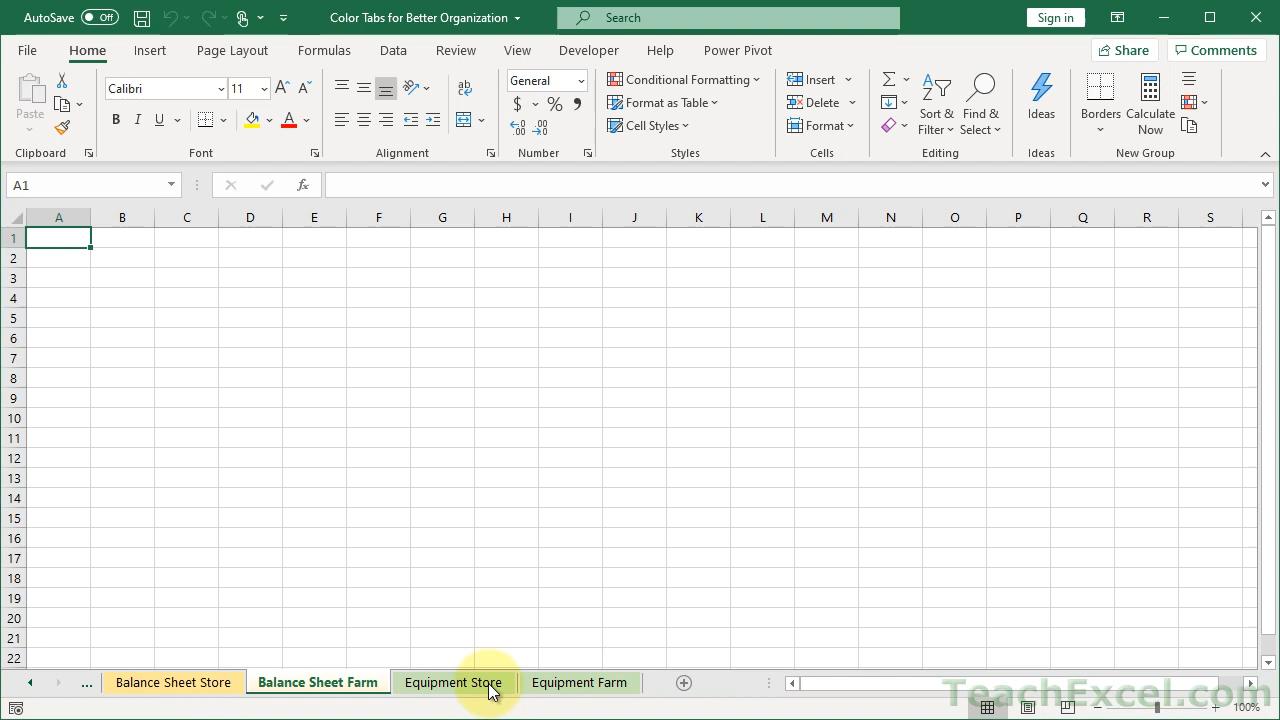 AutoSave Off Color Tabs for Better Organization Search Sign in
File Home Insert Page Layout Formulas Data Review View Developer Help Power Pivot Share Comments
Paste Calibri 11 General Conditional Formatting Insert Sort & Filter Find & Select Ideas Borders Calculate Now
B I U $ % , Format as Table Delete
Cell Styles Format
Clipboard Font Alignment Number Styles Cells Editing Ideas New Group
A1 fx
A B C D E F G H I J K L M N O P Q R S
1
2
3
4
5
6
7
8
9
10
11
12
13
14
15
16
17
18
19
20
21
22
... Balance Sheet Store Balance Sheet Farm Equipment Store Equipment Farm
TeachExcel.com
100%